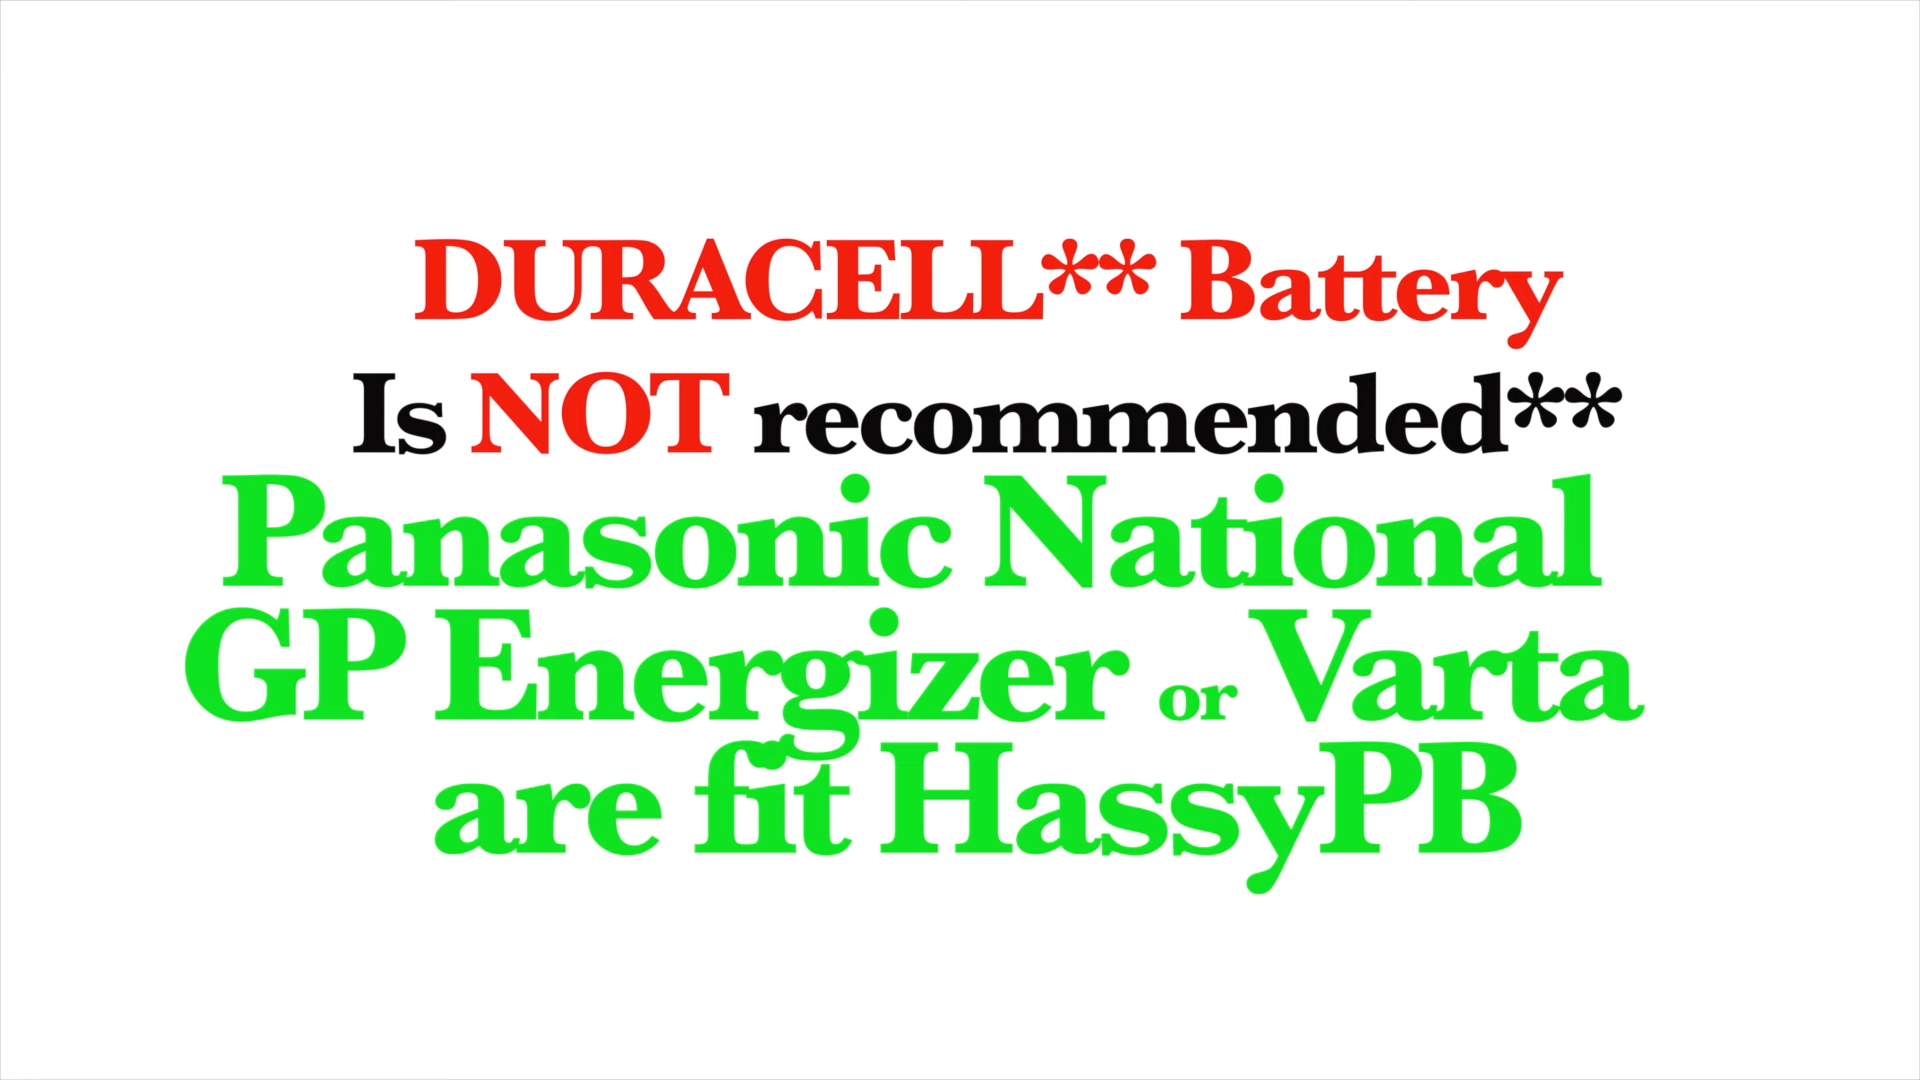 DURACELL** Battery
Is NOT recommended**
Panasonic National
GP Energizer or Varta
are fit HassyPB